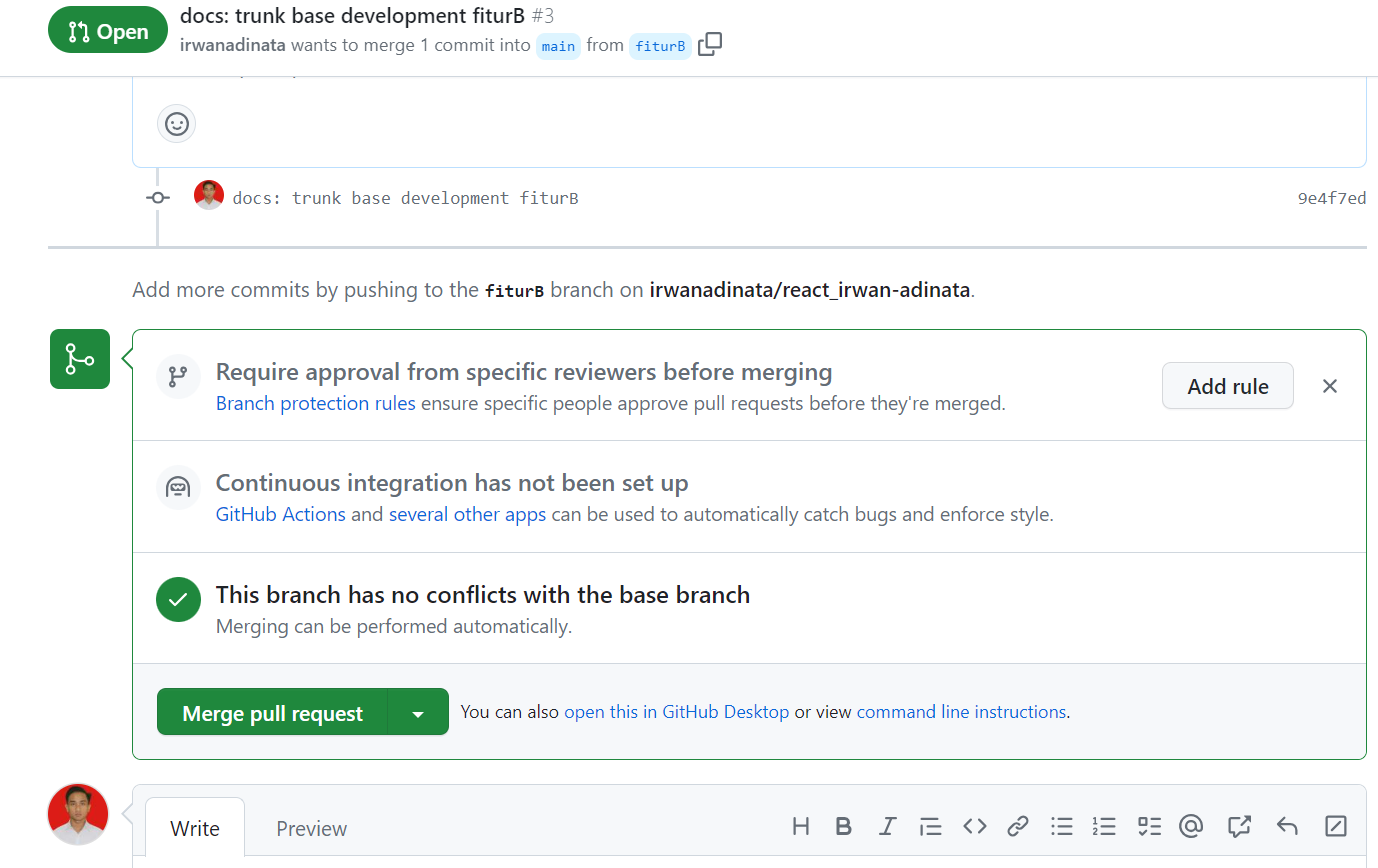 Open
docs: trunk base development fiturB #3
irwanadinata wants to merge 1 commit into main from fiturB
docs: trunk base development fiturB 9e4f7ed
Add more commits by pushing to the fiturB branch on irwanadinata/react_irwan-adinata.
Require approval from specific reviewers before merging
Branch protection rules ensure specific people approve pull requests before they're merged.
Add rule
Continuous integration has not been set up
GitHub Actions and several other apps can be used to automatically catch bugs and enforce style.
This branch has no conflicts with the base branch
Merging can be performed automatically.
Merge pull request
You can also open this in GitHub Desktop or view command line instructions.
Write Preview